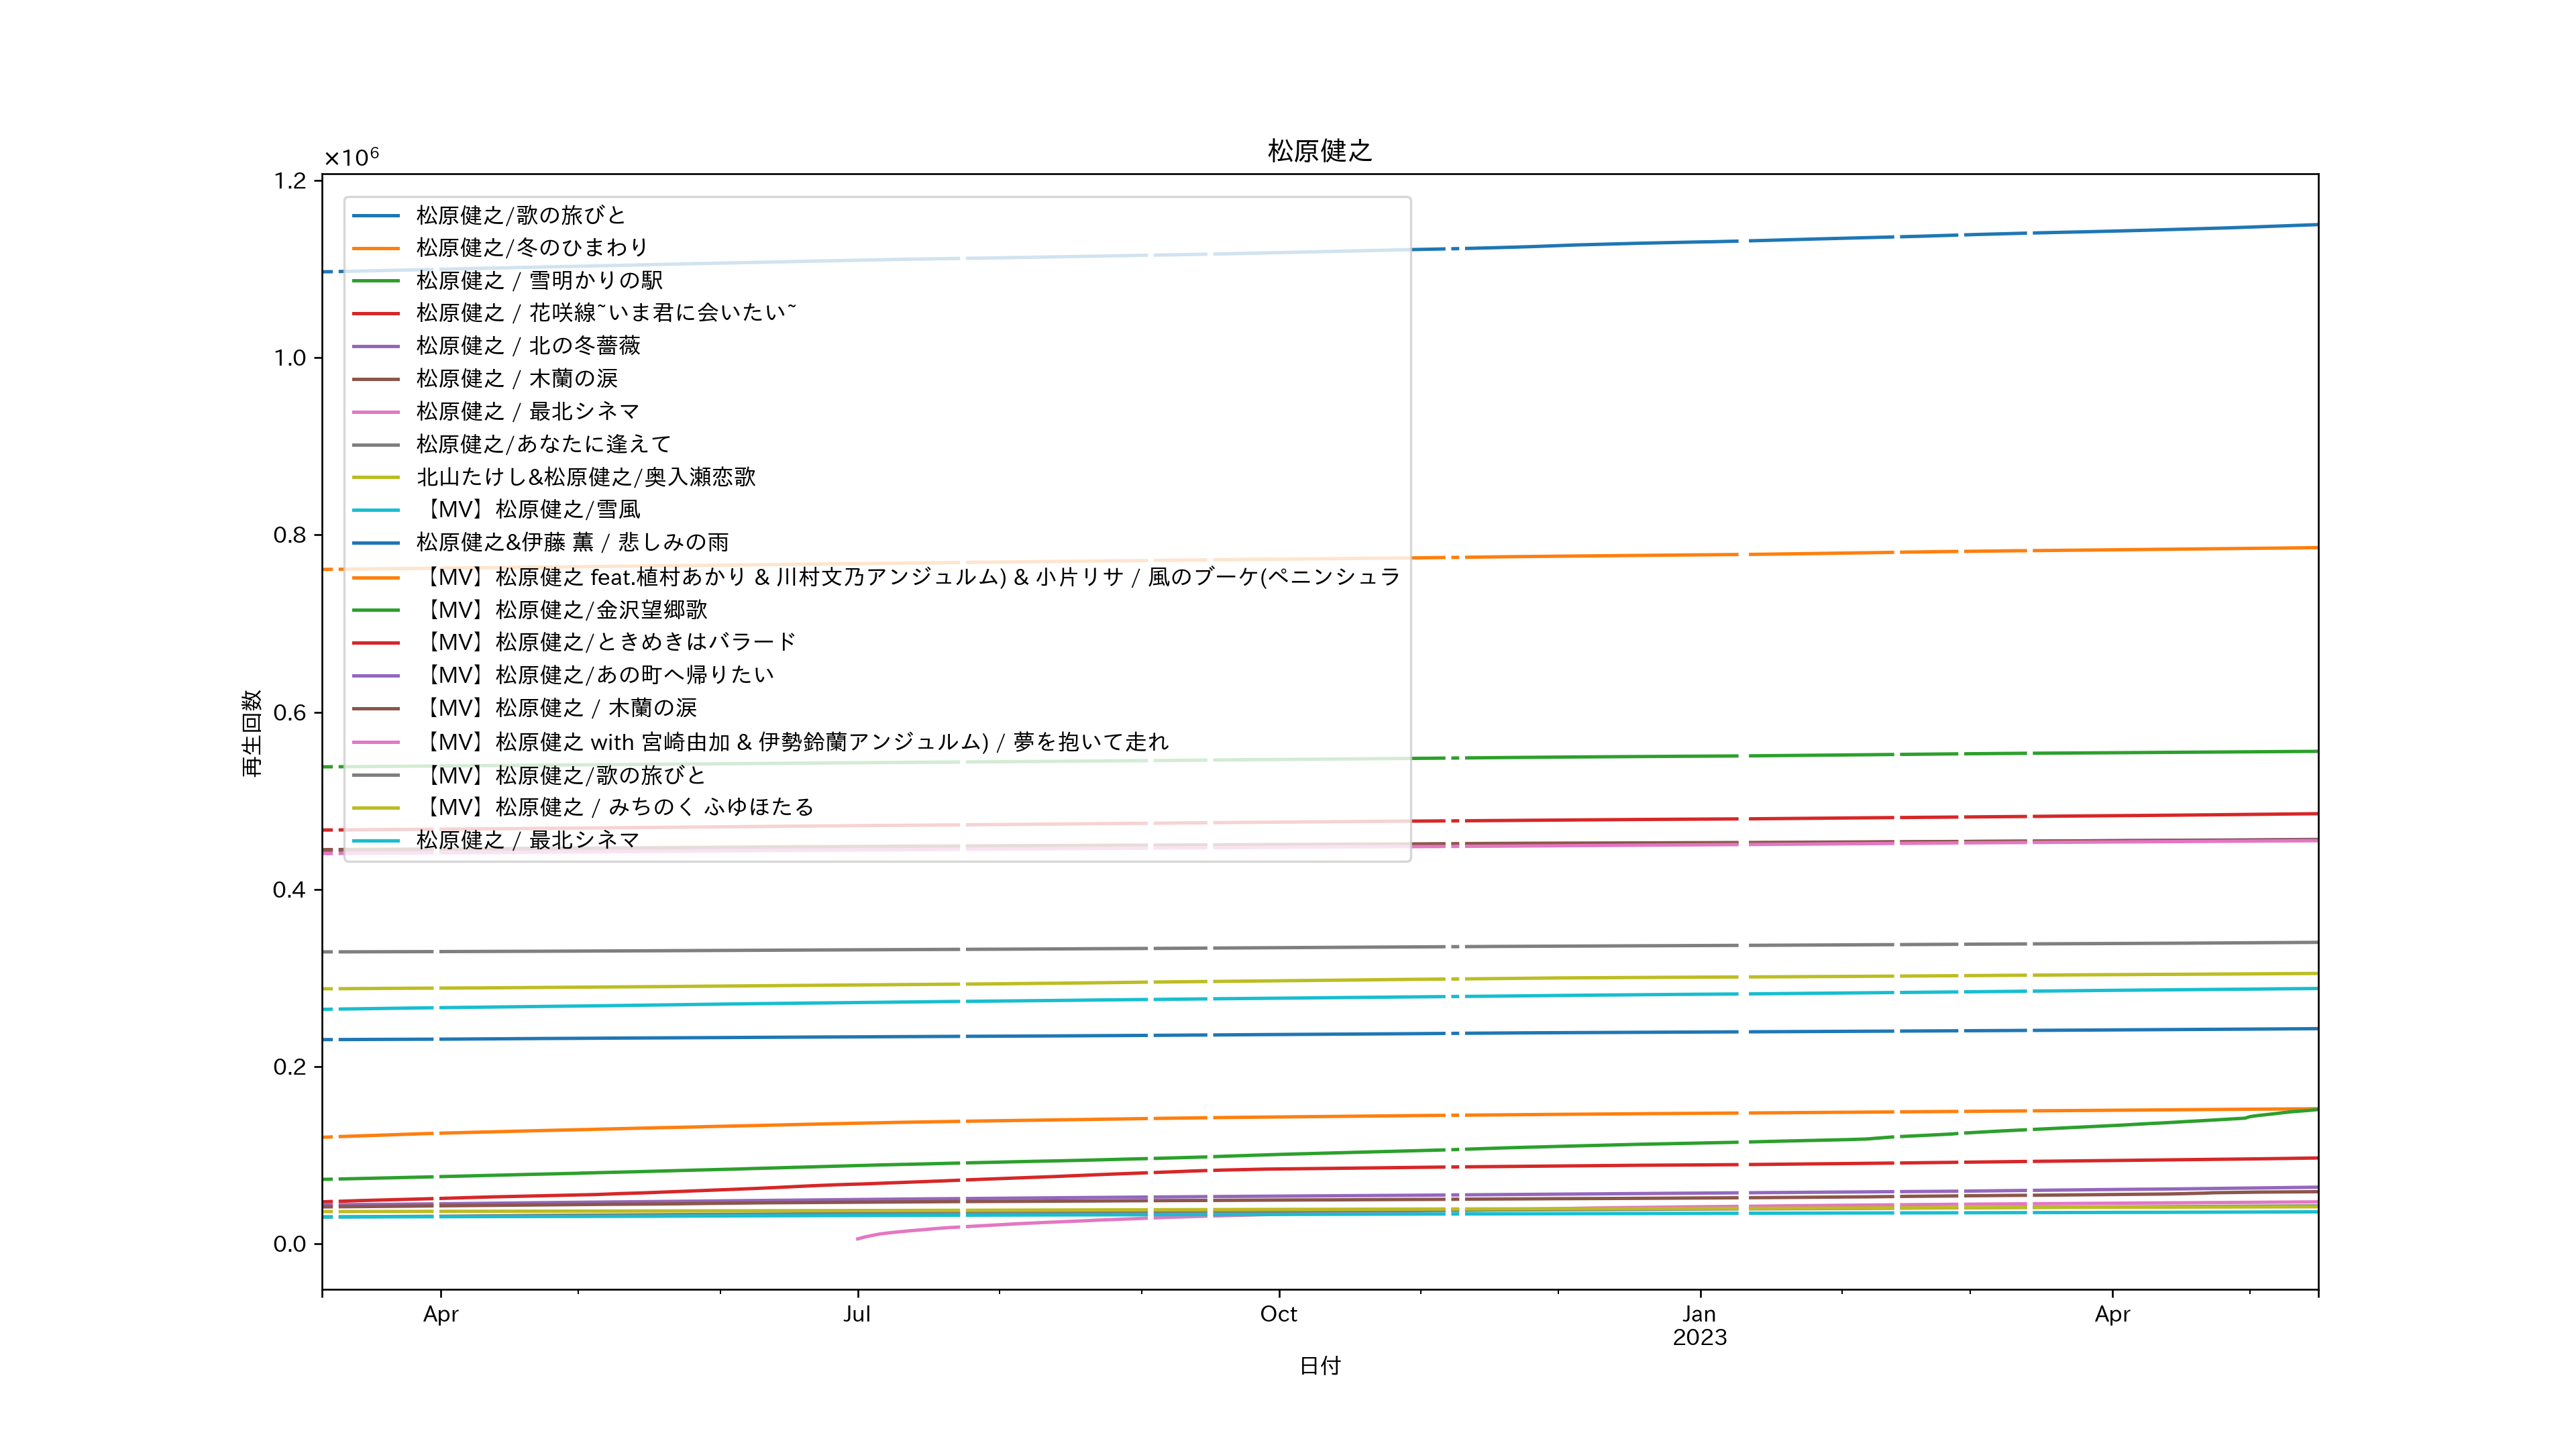 松原健之
×10⁶
1.2
1.0
0.8
0.6
0.4
0.2
0.0
再生回数
松原健之/歌の旅びと
松原健之/冬のひまわり
松原健之 / 雪明かりの駅
松原健之 / 花咲線~いま君に会いたい~
松原健之 / 北の冬薔薇
松原健之 / 木蘭の涙
松原健之 / 最北シネマ
松原健之/あなたに逢えて
北山たけし&松原健之/奥入瀬恋歌
【MV】松原健之/雪風
松原健之&伊藤 薫 / 悲しみの雨
【MV】松原健之 feat.植村あかり & 川村文乃アンジュルム) & 小片リサ / 風のブーケ(ペニンシュラ
【MV】松原健之/金沢望郷歌
【MV】松原健之/ときめきはバラード
【MV】松原健之/あの町へ帰りたい
【MV】松原健之 / 木蘭の涙
【MV】松原健之 with 宮崎由加 & 伊勢鈴蘭アンジュルム) / 夢を抱いて走れ
【MV】松原健之/歌の旅びと
【MV】松原健之 / みちのく ふゆほたる
松原健之 / 最北シネマ
Apr Jul Oct Jan Apr
2023
日付